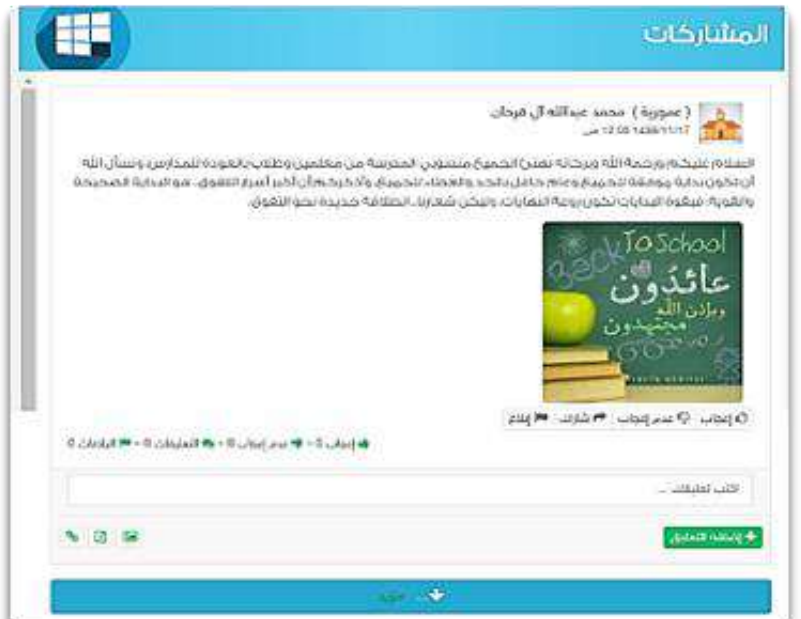 المشاركات
( عمورية ) محمد عبدالله آل فرحان
1438/11/17 12:05 ص
السلام عليكم ورحمة الله وبركاته نهنئ الجميع منسوبي المدرسة من معلمين وطلاب بالعودة للمدارس، ونسأل الله
أن تكون بداية موفقة للجميع وعام حافل بالجد والعطاء للجميع، وأذكركم أن أكبر أسرار التفوق.. هو البداية الصحيحة
والقوية؛ فبقوة البدايات تكون روعة النهايات، وليكن شعارنا.. انطلاقة جديدة نحو التفوق.
Back To School
عائدون
وبإذن الله
مجتهدون
إعجاب عدم إعجاب شارك إبلاغ
إعجاب 0 - عدم إعجاب 0 - التعليقات 0 - البلاغات 0
اكتب تعليقك ...
إضافة التعليق